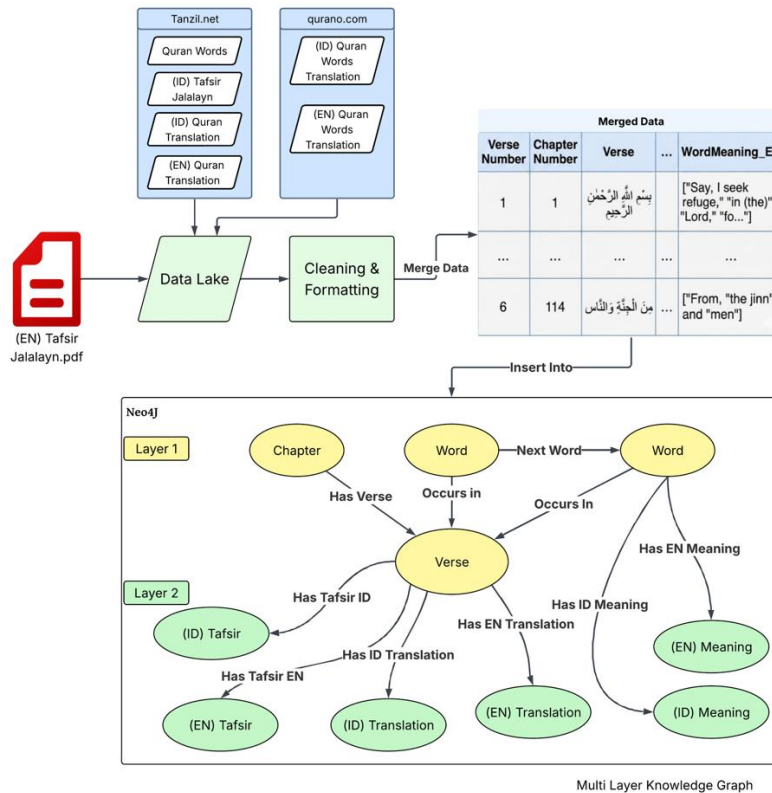 Tanzil.net
Quran Words
(ID) Tafsir
Jalalayn
(ID) Quran
Translation
(EN) Quran
Translation
qurano.com
(ID) Quran
Words
Translation
(EN) Quran
Words
Translation
(EN) Tafsir
Jalalayn.pdf
Data Lake
Cleaning &
Formatting
Merge Data
Merged Data
Verse
Number
Chapter
Number
Verse
...
WordMeaning_E
1
1
بِسْمِ اللَّهِ الرَّحْمَٰنِ
الرَّحِيمِ
["Say, I seek
refuge," "in (the)"
"Lord," "fo..."]
...
...
...
...
...
6
114
مِنَ الْجِنَّةِ وَالنَّاسِ
...
["From, "the jinn"
and "men"]
Insert Into
Neo4J
Layer 1
Chapter
Word
Next Word
Word
Has Verse
Occurs in
Occurs In
Verse
Has EN Meaning
Layer 2
Has Tafsir ID
Has ID Meaning
Has EN Translation
(ID) Tafsir
Has ID Translation
(EN) Meaning
Has Tafsir EN
(EN) Tafsir
(ID) Translation
(EN) Translation
(ID) Meaning
Multi Layer Knowledge Graph